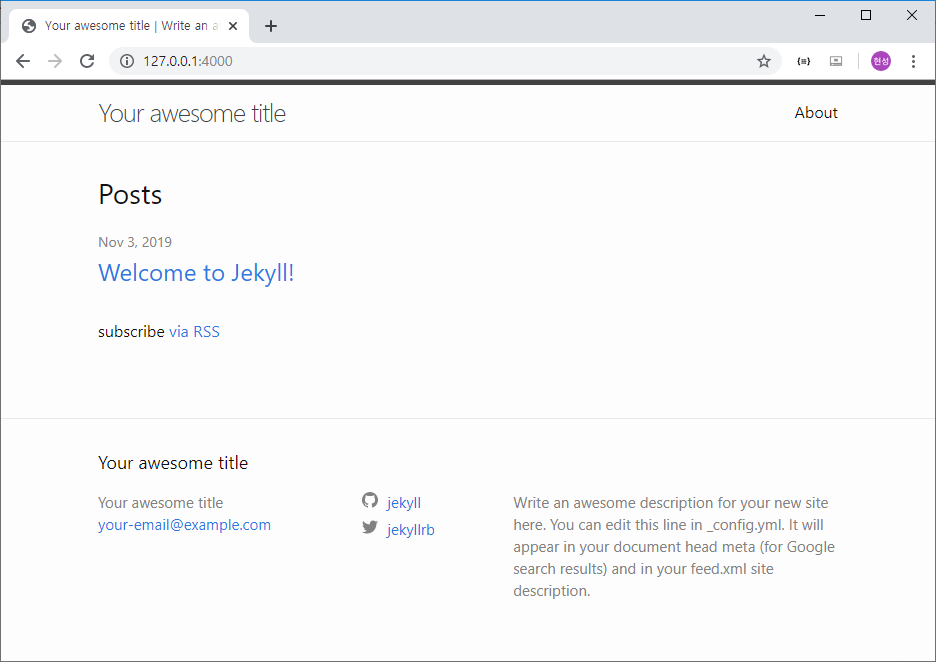 Your awesome title | Write an a
127.0.0.1:4000
현성
Your awesome title
About
Posts
Nov 3, 2019
Welcome to Jekyll!
subscribe via RSS
Your awesome title
Your awesome title
your-email@example.com
jekyll
jekyllrb
Write an awesome description for your new site
here. You can edit this line in _config.yml. It will
appear in your document head meta (for Google
search results) and in your feed.xml site
description.